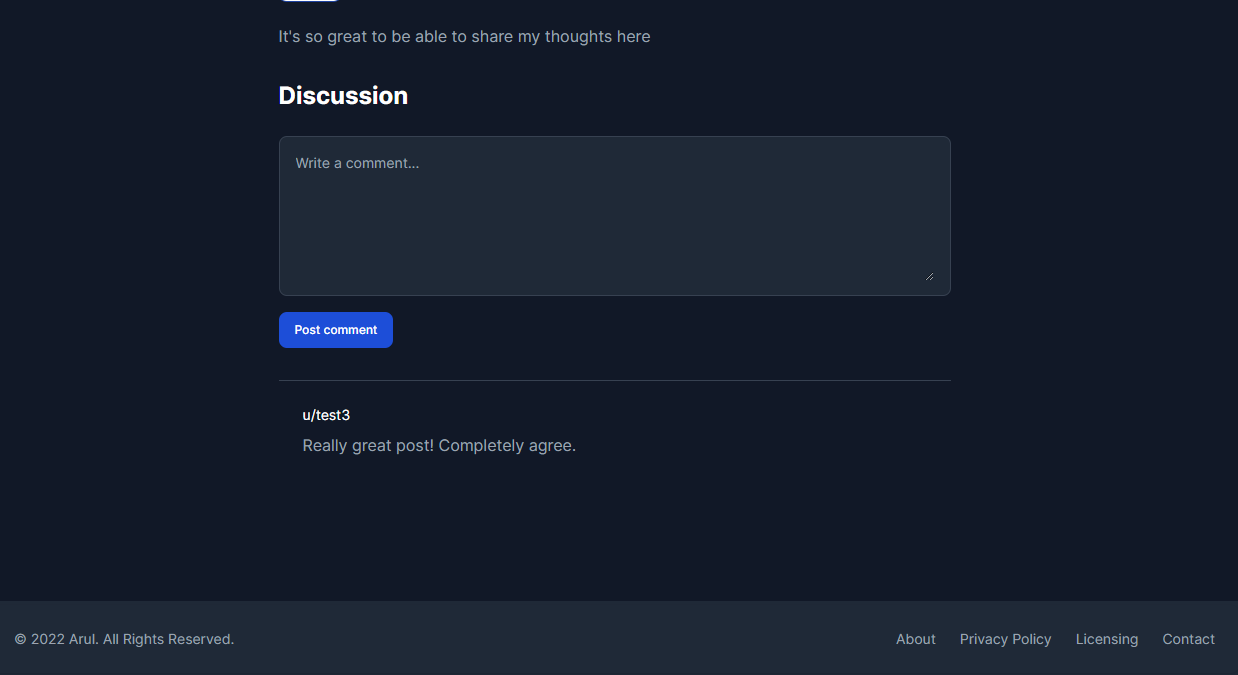 It's so great to be able to share my thoughts here
Discussion
Write a comment...
Post comment
u/test3
Really great post! Completely agree.
© 2022 Arul. All Rights Reserved.
About Privacy Policy Licensing Contact